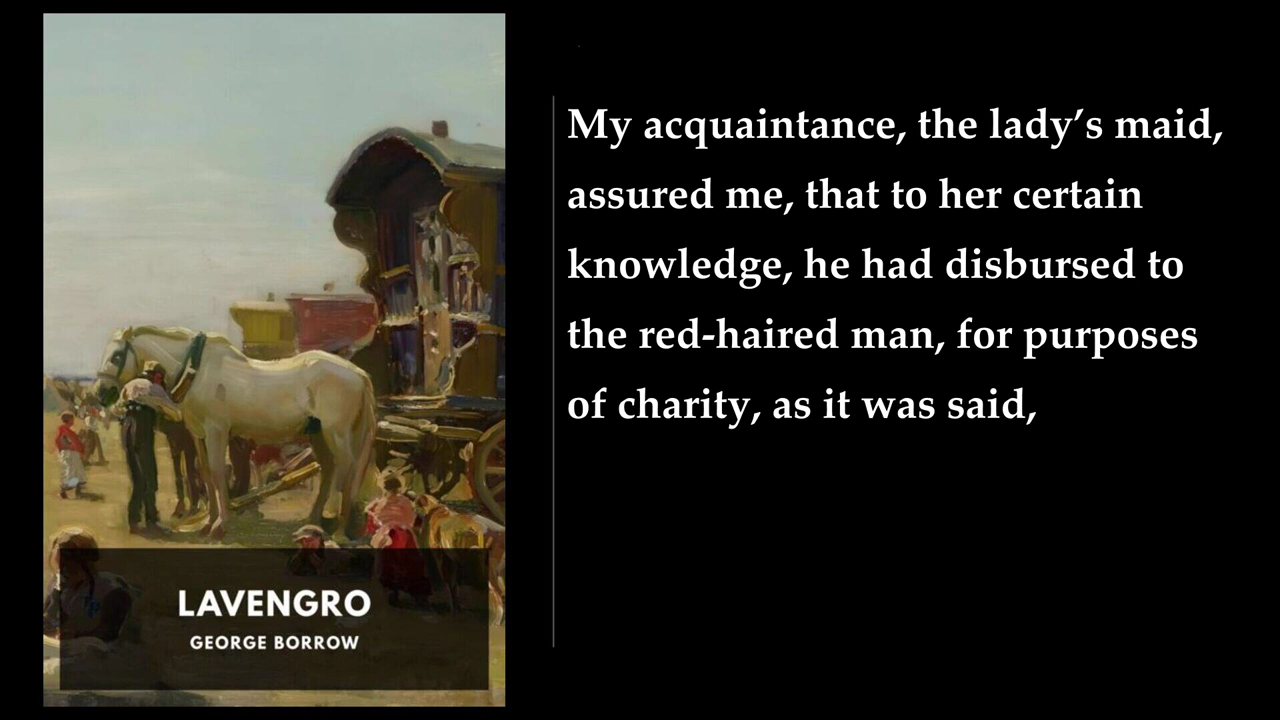 My acquaintance, the lady’s maid,
assured me, that to her certain
knowledge, he had disbursed to
the red-haired man, for purposes
of charity, as it was said,
LAVENGRO
GEORGE BORROW